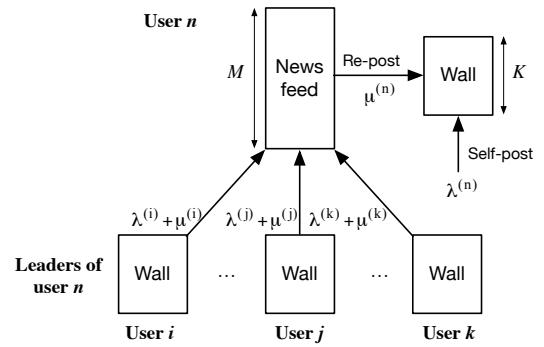 User n
M
News
feed
Re-post
μ^(n)
Wall
K
Self-post
λ^(n)
λ^(i) + μ^(i)
λ^(j) + μ^(j)
λ^(k) + μ^(k)
Leaders of
user n
Wall
...
Wall
...
Wall
User i
User j
User k